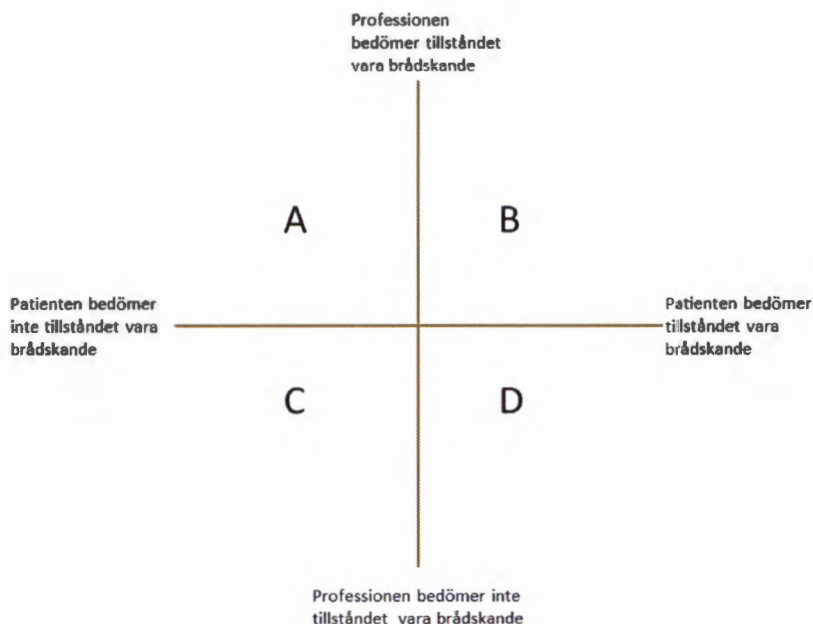 Professionen
bedömer tillståndet
vara brådskande
A
B
Patienten bedömer
inte tillståndet vara
brådskande
Patienten bedömer
tillståndet vara
brådskande
C
D
Professionen bedömer inte
tillståndet vara brådskande